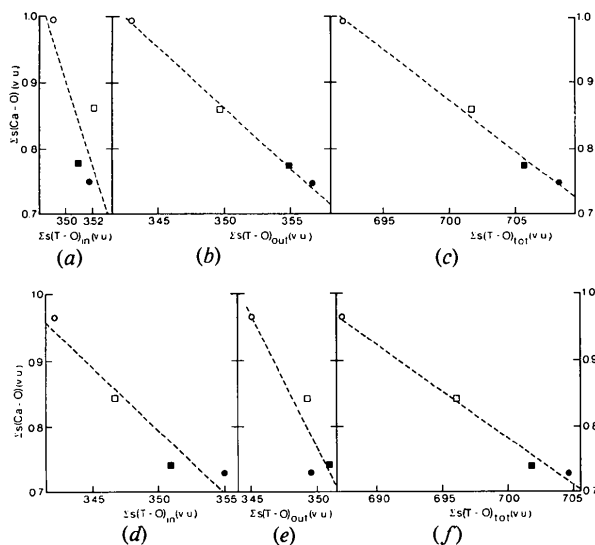 1.0
0.9
0.8
0.7
Σs(Ca-O)(v.u.)
350 352
Σs(T-O)in(v.u.)
(a)
345 350 355
Σs(T-O)out(v.u.)
(b)
695 700 705
Σs(T-O)tot(v.u.)
(c)
1.0
0.9
0.8
0.7
Σs(Ca-O)(v.u.)
1.0
0.9
0.8
0.7
Σs(Ca-O)(v.u.)
345 350 355
Σs(T-O)in(v.u.)
(d)
345 350
Σs(T-O)out(v.u.)
(e)
690 695 700 705
Σs(T-O)tot(v.u.)
(f)
1.0
0.9
0.8
0.7